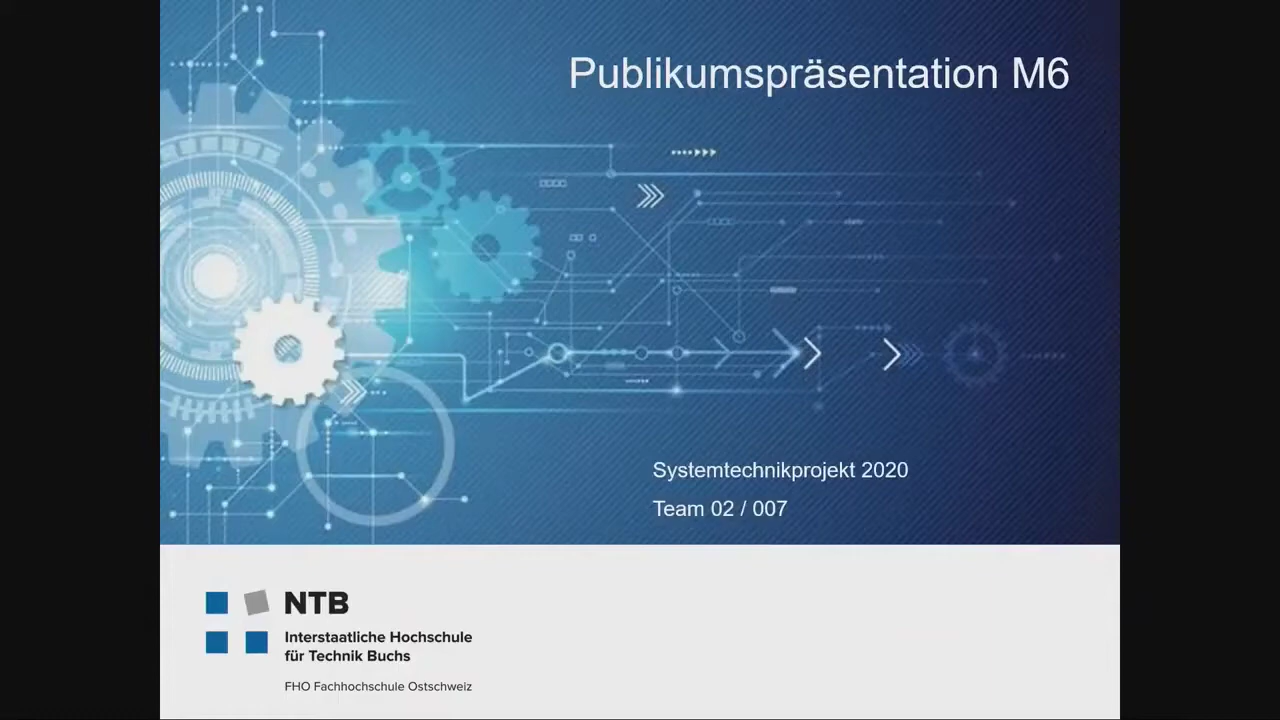 Publikumspräsentation M6
Systemtechnikprojekt 2020
Team 02 / 007
NTB
Interstaatliche Hochschule
für Technik Buchs
FHO Fachhochschule Ostschweiz